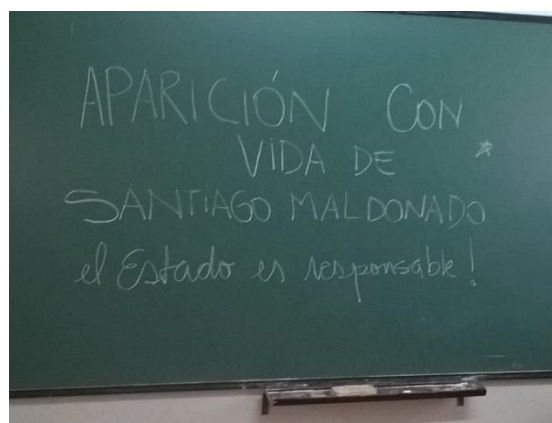 APARICIÓN CON
VIDA DE
SANTIAGO MALDONADO
el Estado es responsable!